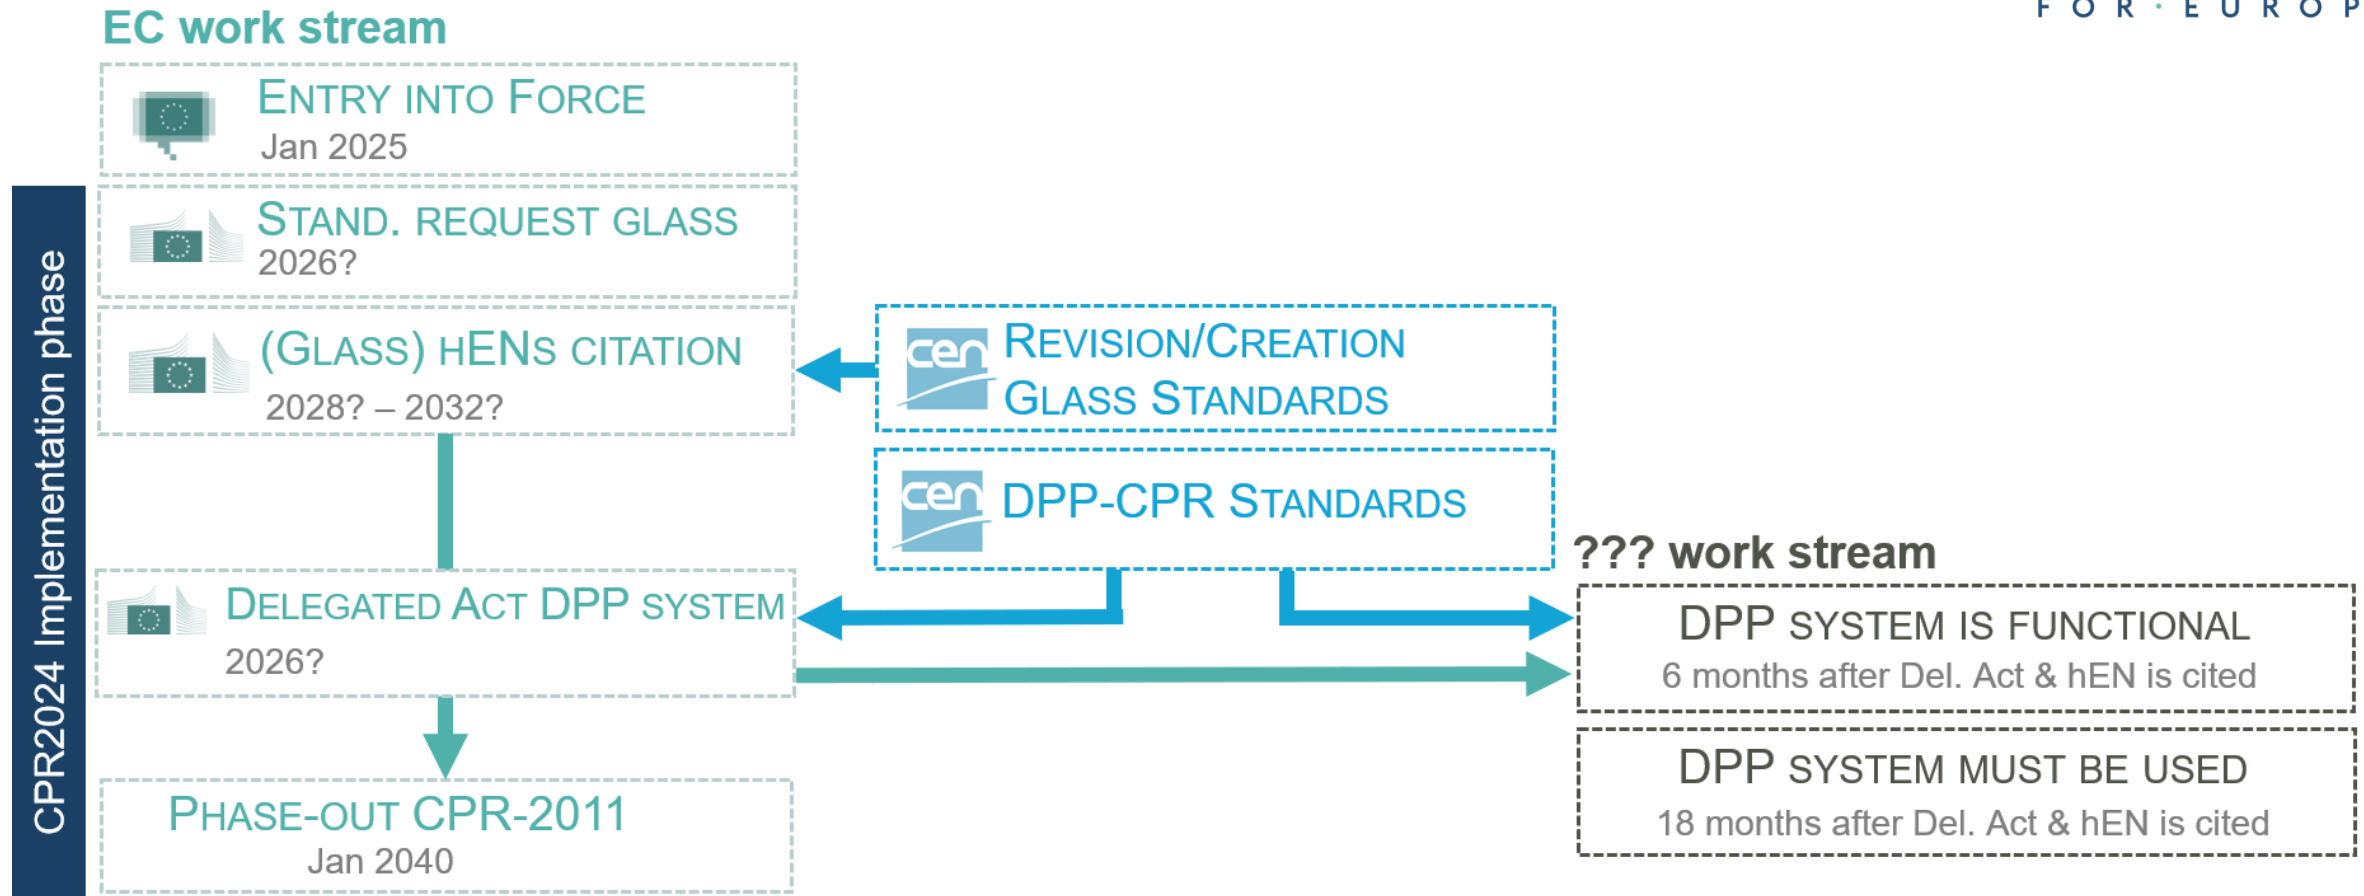 FOR·EUROP
EC work stream
ENTRY INTO FORCE
Jan 2025
STAND. REQUEST GLASS
2026?
(GLASS) HENS CITATION
2028? – 2032?
cen
REVISION/CREATION
GLASS STANDARDS
cen
DPP-CPR STANDARDS
DELEGATED ACT DPP SYSTEM
2026?
PHASE-OUT CPR-2011
Jan 2040
??? work stream
DPP SYSTEM IS FUNCTIONAL
6 months after Del. Act & hEN is cited
DPP SYSTEM MUST BE USED
18 months after Del. Act & hEN is cited
CPR2024 Implementation phase